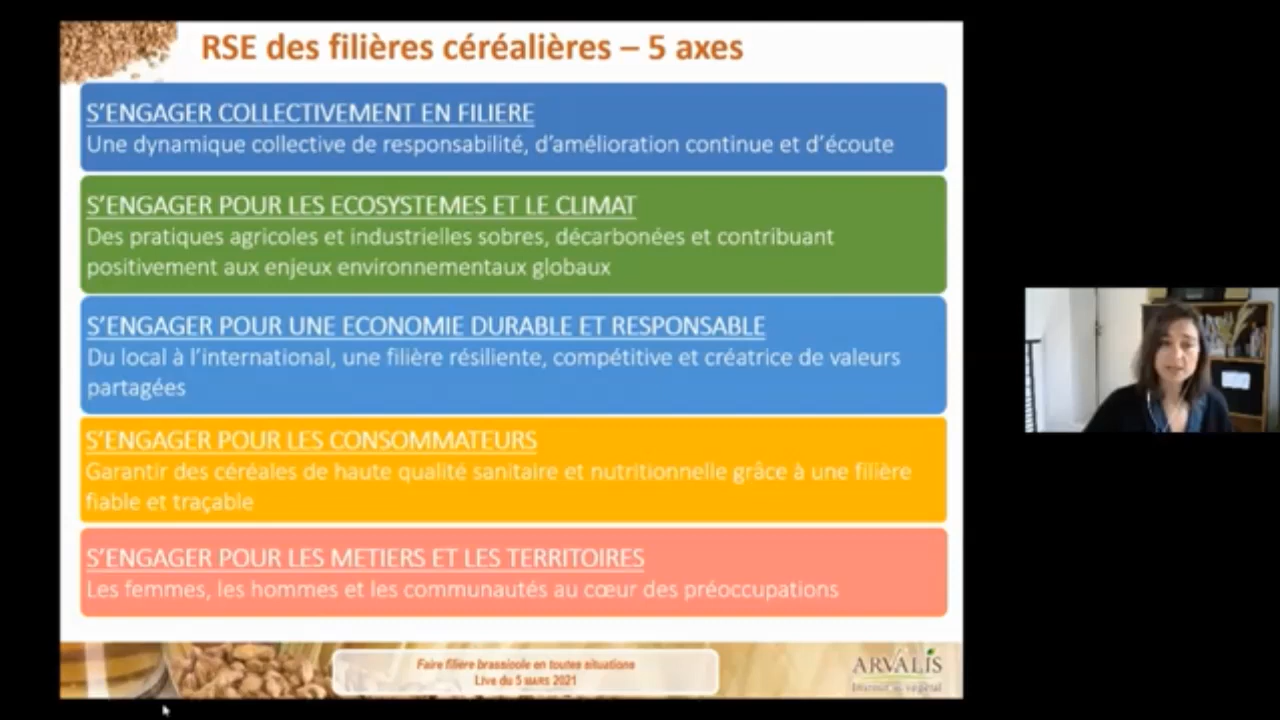 RSE des filières céréalières – 5 axes
S’ENGAGER COLLECTIVEMENT EN FILIERE
Une dynamique collective de responsabilité, d’amélioration continue et d’écoute
S’ENGAGER POUR LES ECOSYSTEMES ET LE CLIMAT
Des pratiques agricoles et industrielles sobres, décarbonées et contribuant
positivement aux enjeux environnementaux globaux
S’ENGAGER POUR UNE ECONOMIE DURABLE ET RESPONSABLE
Du local à l’international, une filière résiliente, compétitive et créatrice de valeurs
partagées
S’ENGAGER POUR LES CONSOMMATEURS
Garantir des céréales de haute qualité sanitaire et nutritionnelle grâce à une filière
fiable et traçable
S’ENGAGER POUR LES METIERS ET LES TERRITOIRES
Les femmes, les hommes et les communautés au cœur des préoccupations
Faire filière brassicole en toutes situations
Live du 5 mars 2021
ARVALIS
Institut du végétal